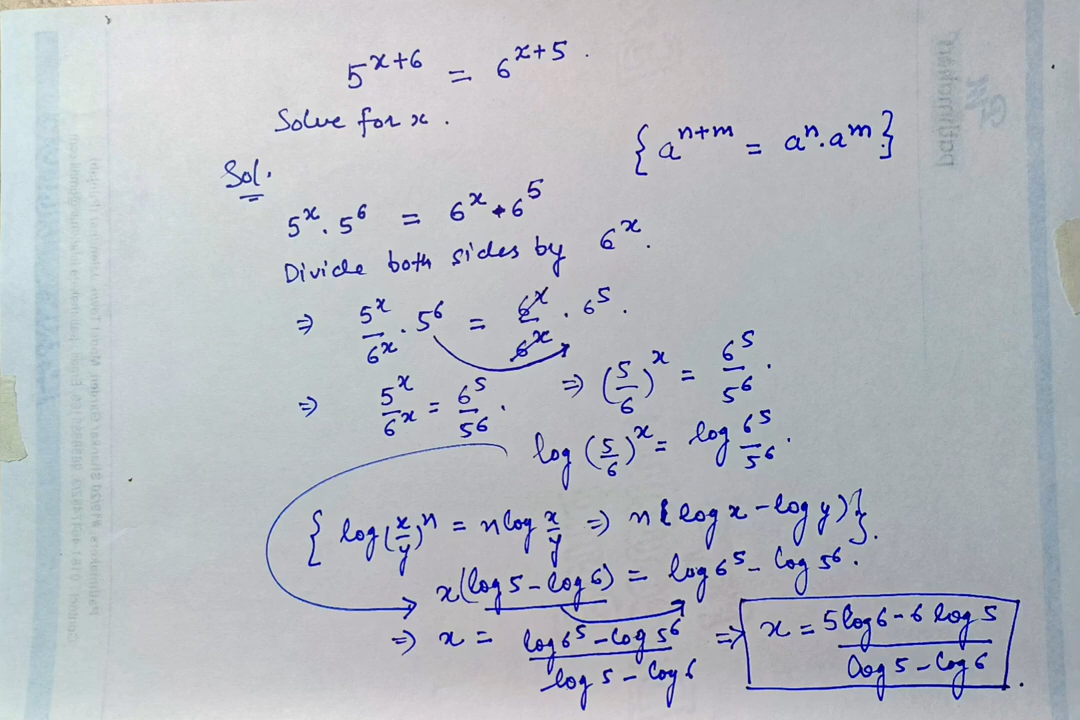 5^{x+6} = 6^{x+5}.
Solve for x.
{a^{n+m} = a^n.a^m}
Sol.
5^x. 5^6 = 6^x . 6^5
Divide both sides by 6^x.
⇒ 5^x/6^x . 5^6 = 6^x/6^x . 6^5.
⇒ 5^x/6^x = 6^5/5^6. ⇒ (5/6)^x = 6^5/5^6.
log (5/6)^x = log 6^5/5^6.
{ log(x/y)^n = n log x/y ⇒ n{log x - log y)}.
x(log 5 - log 6) = log 6^5 - log 5^6.
⇒ x = log 6^5 - log 5^6/log 5 - log 6 ⇒ x = 5 log 6 - 6 log 5/log 5 - log 6.